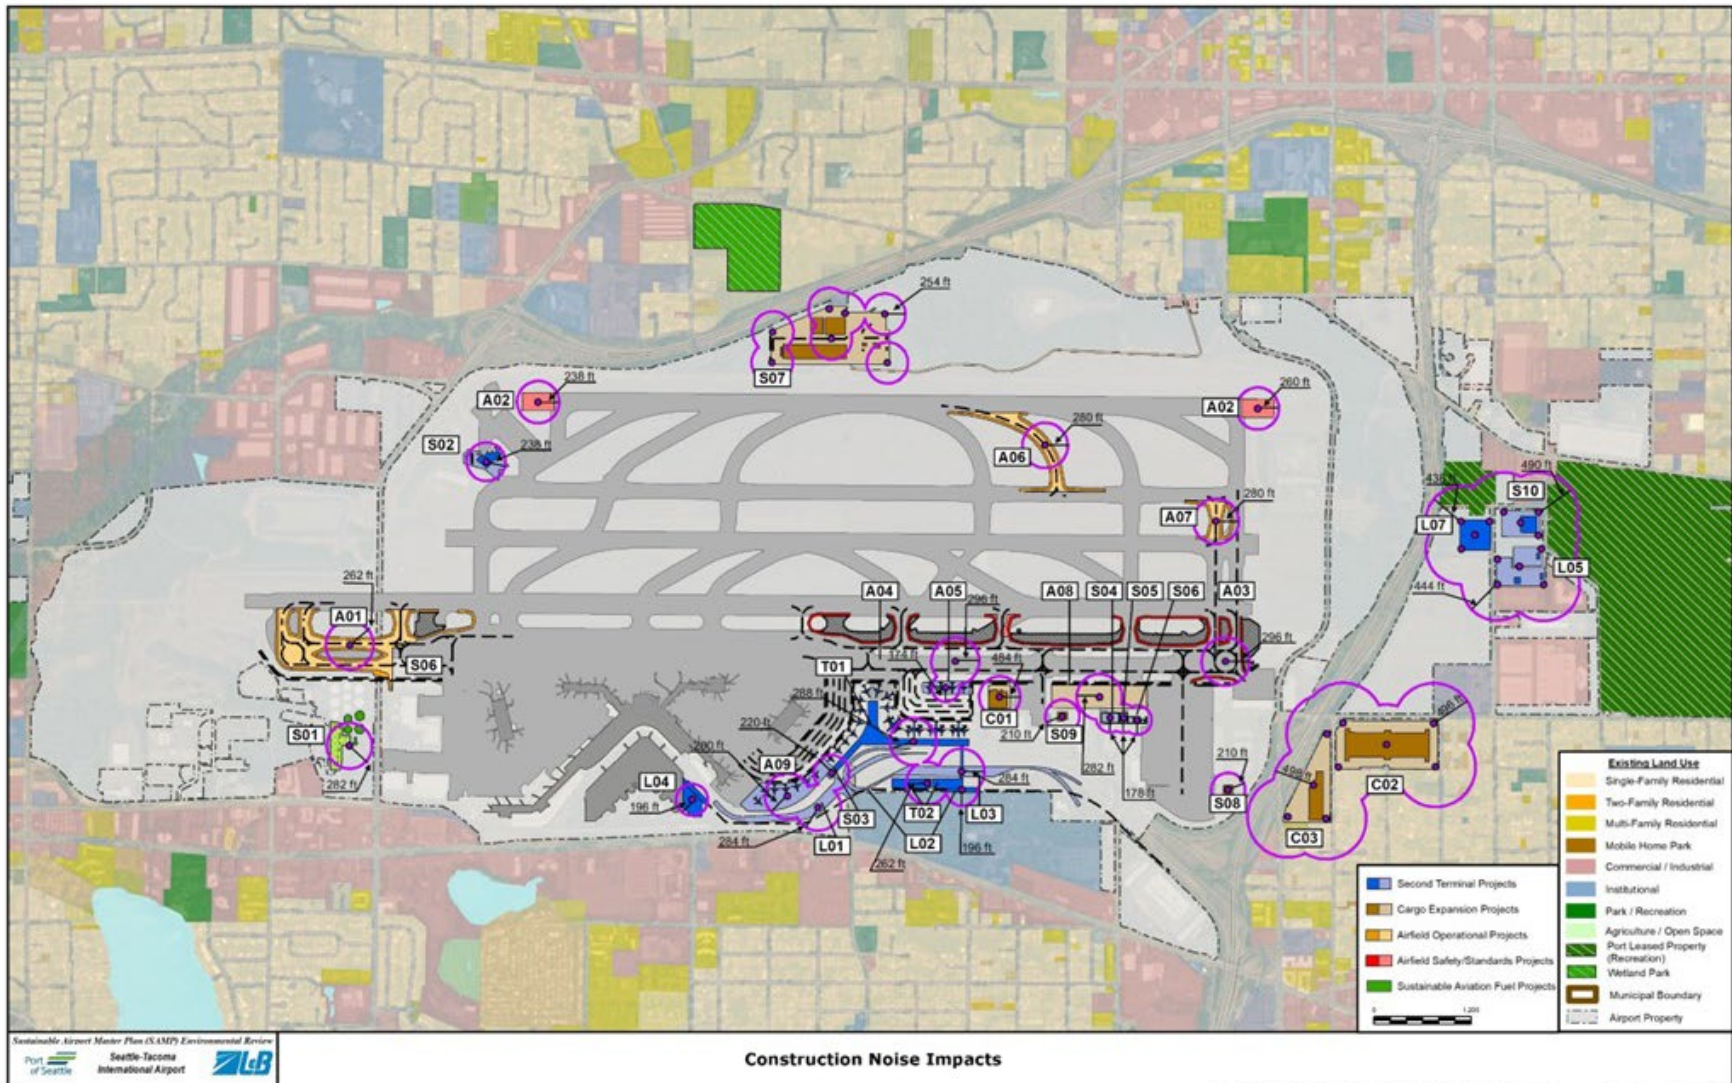 254 ft
A02
238 ft
A02
260 ft
S07
S02
238 ft
A06
280 ft
A07
280 ft
490 ft
S10
L07
L05
444 ft
262 ft
A01
S06
A04
A05
A08
S04
S05
S06
A03
296 ft
296 ft
T01
174 ft
484 ft
288 ft
C01
S09
210 ft
220 ft
S01
282 ft
A09
L04
196 ft
284 ft
282 ft
178 ft
210 ft
S08
S03
T02
L03
L01
L02
284 ft
262 ft
196 ft
496 ft
498 ft
C02
C03
Second Terminal Projects
Cargo Expansion Projects
Airfield Operational Projects
Airfield Safety/Standards Projects
Sustainable Aviation Fuel Projects
0
1,200
Existing Land Use
Single-Family Residential
Two-Family Residential
Multi-Family Residential
Mobile Home Park
Commercial / Industrial
Institutional
Park / Recreation
Agriculture / Open Space
Port Leased Property
(Recreation)
Wetland Park
Municipal Boundary
Airport Property
Sustainable Airport Master Plan (SAMP) Environmental Review
Port
of Seattle
Seattle-Tacoma
International Airport
L&B
Construction Noise Impacts